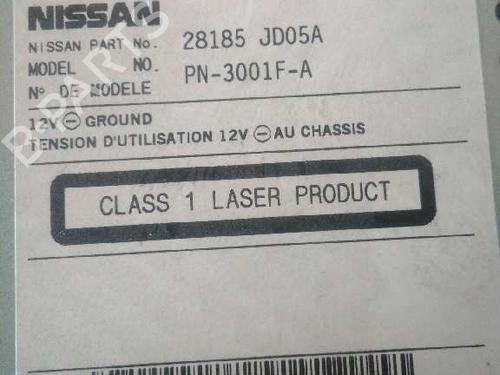 NISSAN
NISSAN PART No. 28185 JD05A
MODEL NO. PN-3001F-A
N° DE MODELE
12V ⊖ GROUND
TENSION D'UTILISATION 12V ⊖ AU CHASSIS
CLASS 1 LASER PRODUCT
B-PARTS